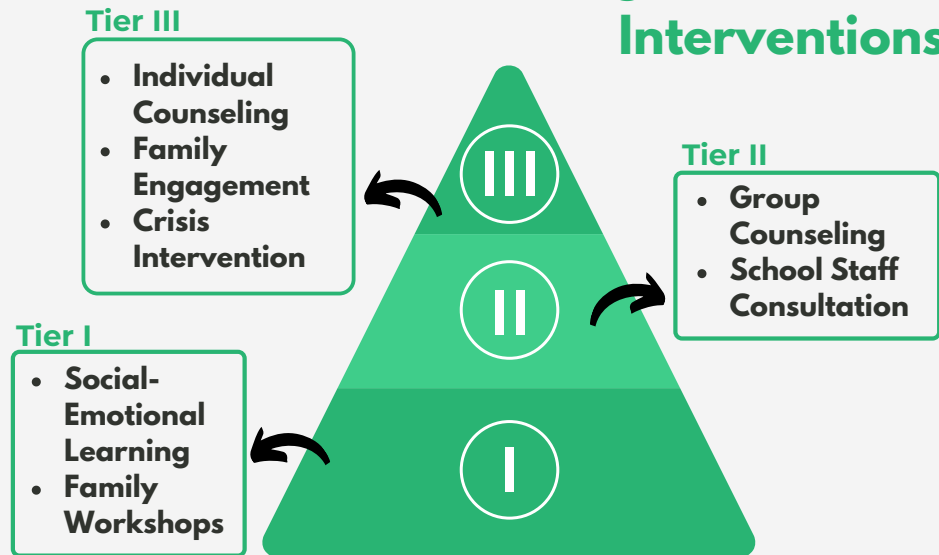 Interventions
Tier III
• Individual
Counseling
• Family
Engagement
• Crisis
Intervention
III
Tier II
• Group
Counseling
• School Staff
Consultation
II
Tier I
• Social-
Emotional
Learning
• Family
Workshops
I